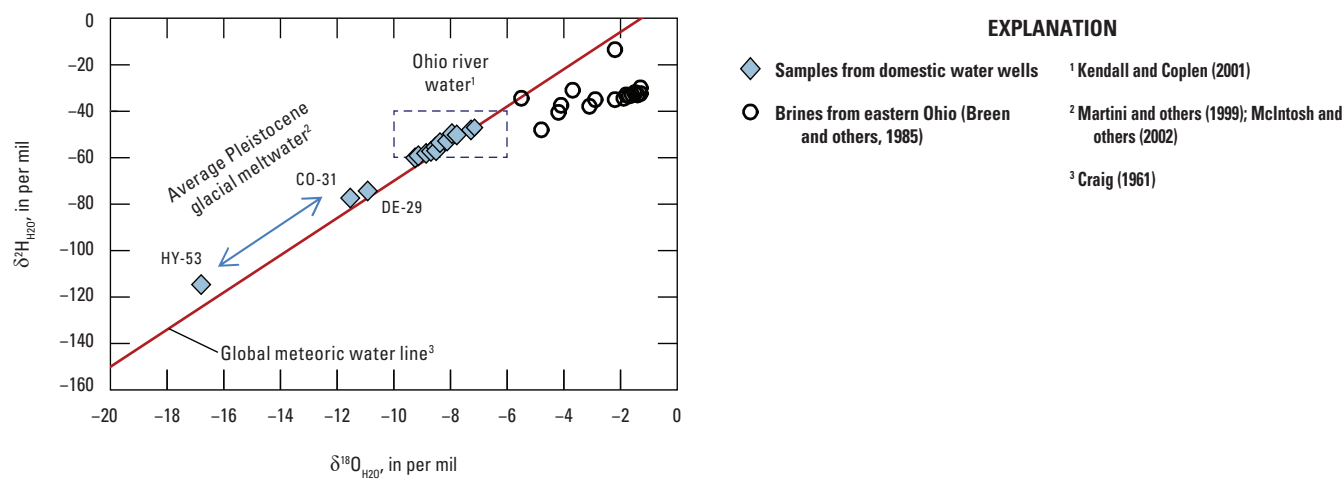 0
−20
−40
−60
−80
−100
−120
−140
−160
δ²H_H2O, in per mil
−20
−18
−16
−14
−12
−10
−8
−6
−4
−2
0
δ¹⁸O_H2O, in per mil
Ohio river
water¹
Average Pleistocene
glacial meltwater²
CO-31
DE-29
HY-53
Global meteoric water line³
EXPLANATION
Samples from domestic water wells
Brines from eastern Ohio (Breen
and others, 1985)
¹ Kendall and Coplen (2001)
² Martini and others (1999); McIntosh and
others (2002)
³ Craig (1961)